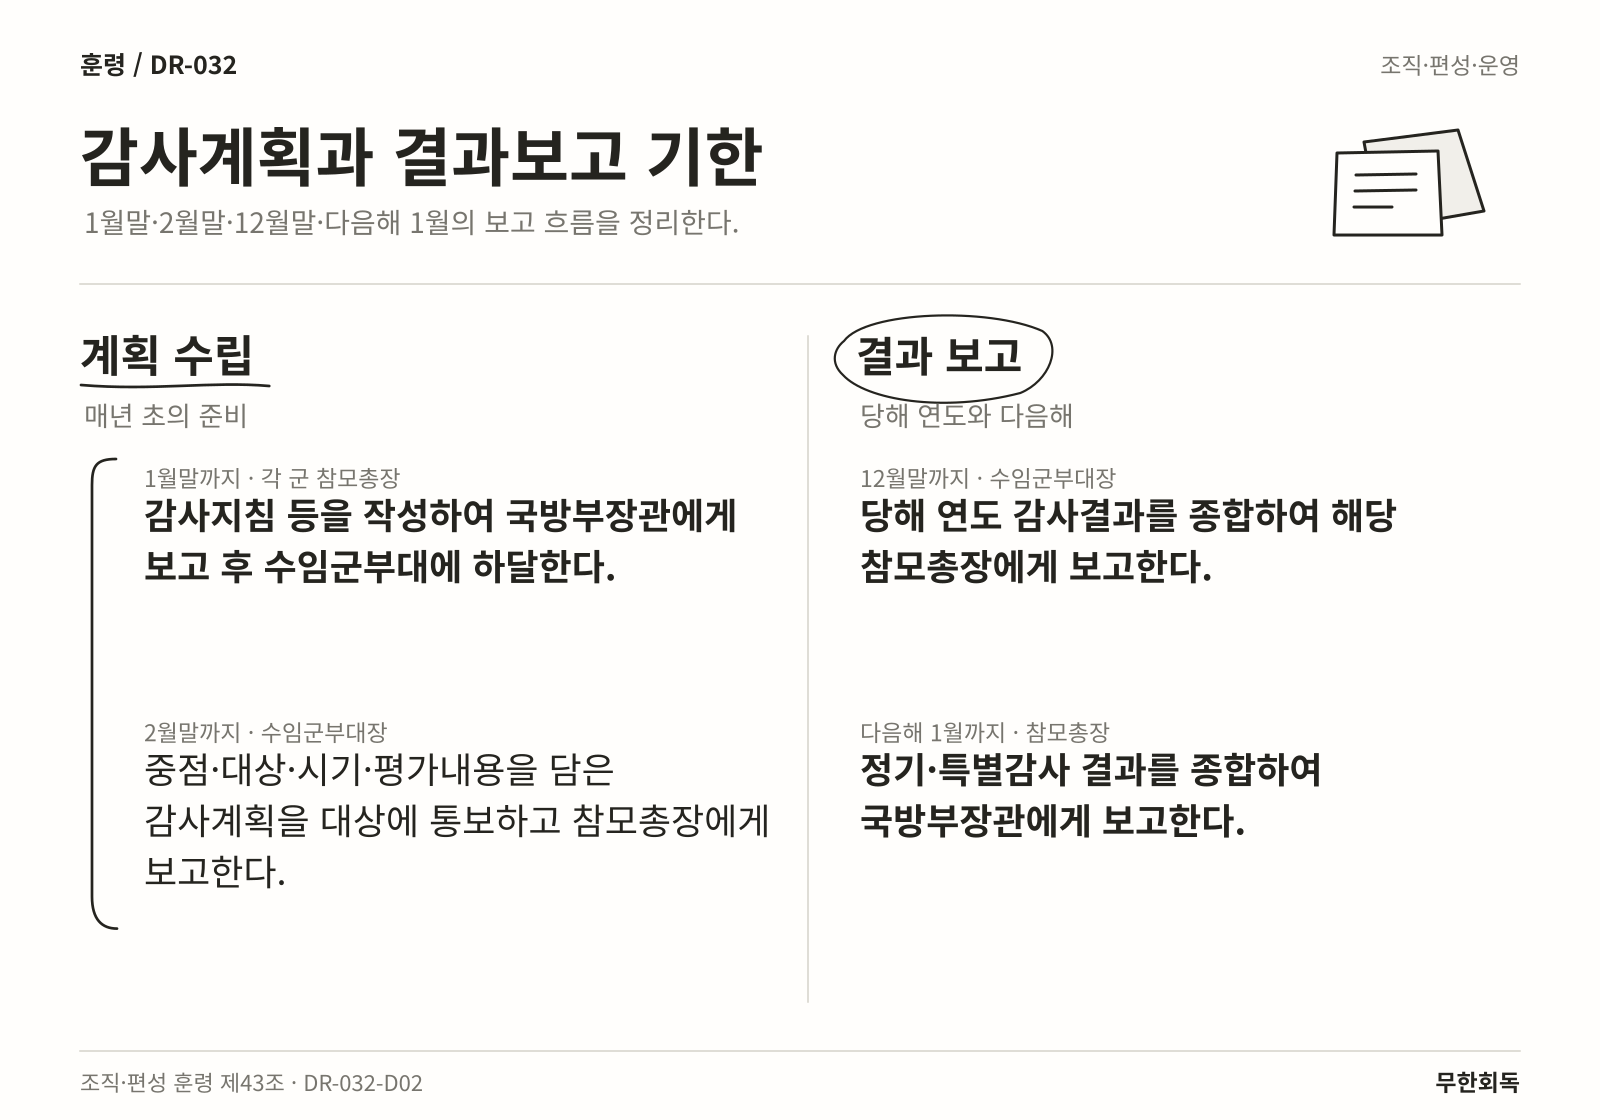 훈령 / DR-032
조직·편성·운영
감사계획과 결과보고 기한
1월말·2월말·12월말·다음해 1월의 보고 흐름을 정리한다.
계획 수립
매년 초의 준비
1월말까지 · 각 군 참모총장
감사지침 등을 작성하여 국방부장관에게
보고 후 수임군부대에 하달한다.
2월말까지 · 수임군부대장
중점·대상·시기·평가내용을 담은
감사계획을 대상에 통보하고 참모총장에게
보고한다.
결과 보고
당해 연도와 다음해
12월말까지 · 수임군부대장
당해 연도 감사결과를 종합하여 해당
참모총장에게 보고한다.
다음해 1월까지 · 참모총장
정기·특별감사 결과를 종합하여
국방부장관에게 보고한다.
조직·편성 훈령 제43조 · DR-032-D02
무한회독